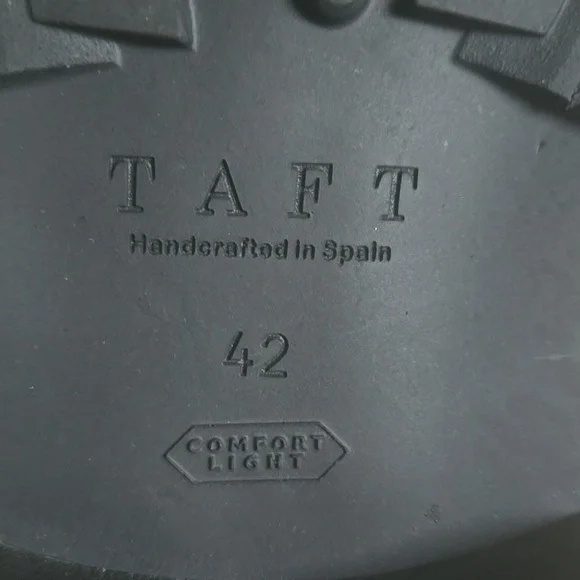 TAFT
Handcrafted in Spain
42
COMFORT
LIGHT